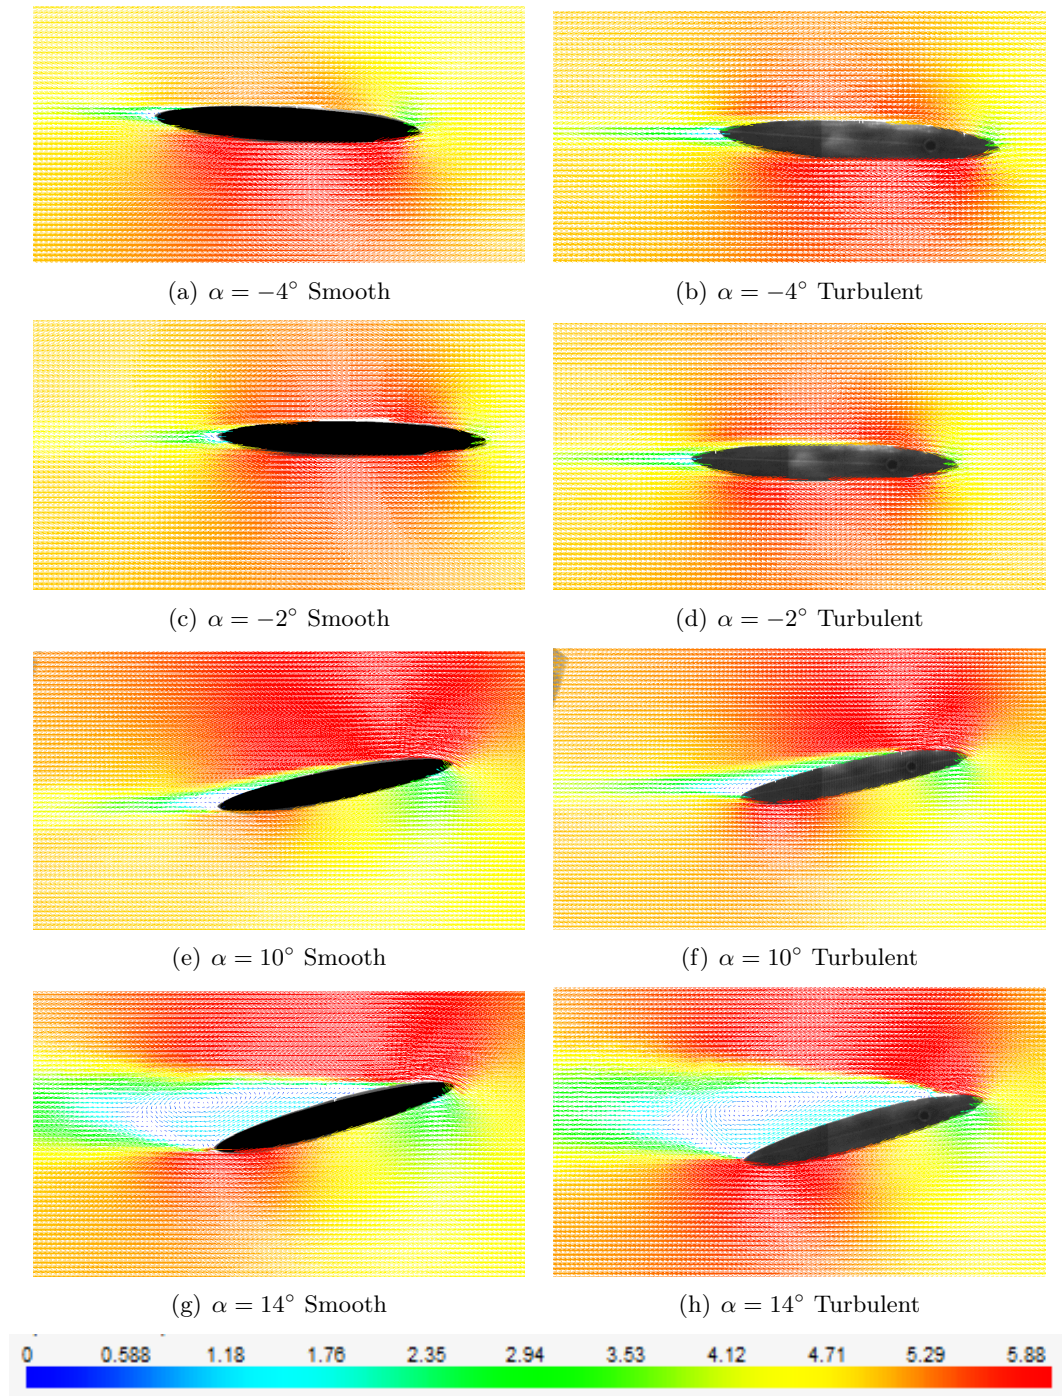 (a) α = −4° Smooth
(b) α = −4° Turbulent
(c) α = −2° Smooth
(d) α = −2° Turbulent
(e) α = 10° Smooth
(f) α = 10° Turbulent
(g) α = 14° Smooth
(h) α = 14° Turbulent
0 0.588 1.18 1.76 2.35 2.94 3.53 4.12 4.71 5.29 5.88